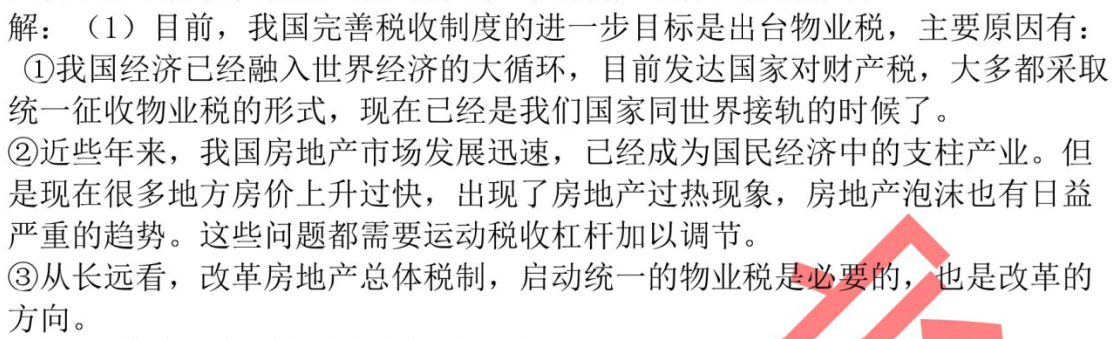 解：（1）目前，我国完善税收制度的进一步目标是出台物业税，主要原因有：
①我国经济已经融入世界经济的大循环，目前发达国家对财产税，大多都采取
统一征收物业税的形式，现在已经是我们国家同世界接轨的时候了。
②近些年来，我国房地产市场发展迅速，已经成为国民经济中的支柱产业。但
是现在很多地方房价上升过快，出现了房地产过热现象，房地产泡沫也有日益
严重的趋势。这些问题都需要运动税收杠杆加以调节。
③从长远看，改革房地产总体税制，启动统一的物业税是必要的，也是改革的
方向。